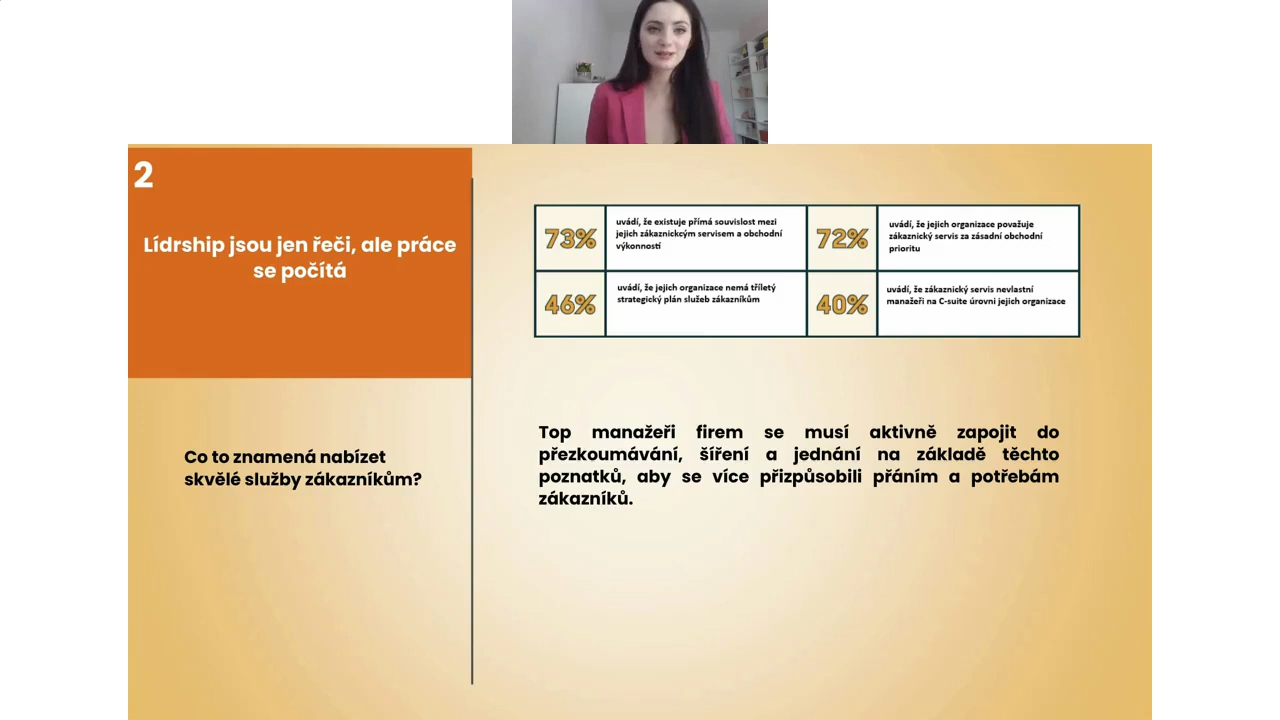 2
Lídrship jsou jen řeči, ale práce
se počítá
Co to znamená nabízet
skvělé služby zákazníkům?
73%
uvádí, že existuje přímá souvislost mezi
jejich zákaznickcým servisem a obchodní
výkonností
72%
uvádí, že jejich organizace považuje
zákaznický servis za zásadní obchodní
prioritu
46%
uvádí, že jejich organizace nemá tříletý
strategický plán služeb zákazníkům
40%
uvádí, že zákaznický servis nevlastní
manažeři na C-suite úrovni jejich organizace
Top manažeři firem se musí aktivně zapojit do
přezkoumávání, šíření a jednání na základě těchto
poznatků, aby se více přizpůsobili přáním a potřebám
zákazníků.